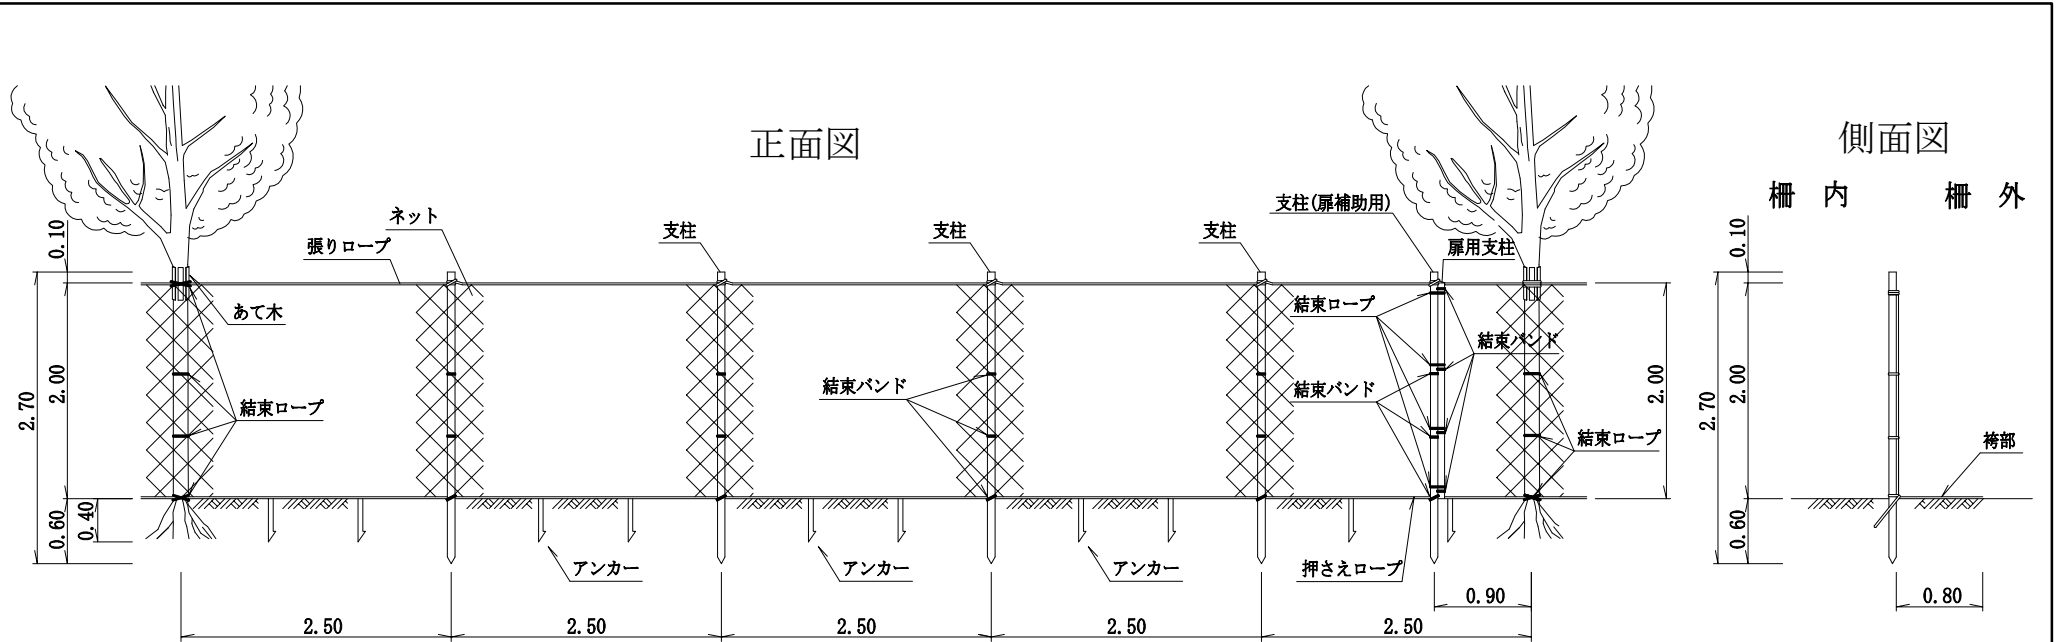 正面図
側面図
柵 内
柵 外
ネット
張りロープ
支柱
支柱
支柱
支柱(扉補助用)
扉用支柱
あて木
結束ロープ
結束バンド
結束ロープ
結束バンド
結束バンド
結束ロープ
袴部
アンカー
アンカー
アンカー
押さえロープ
0.10
2.00
2.70
0.60
0.40
2.50
2.50
2.50
2.50
2.50
0.90
2.00
0.10
2.00
2.70
0.60
0.80